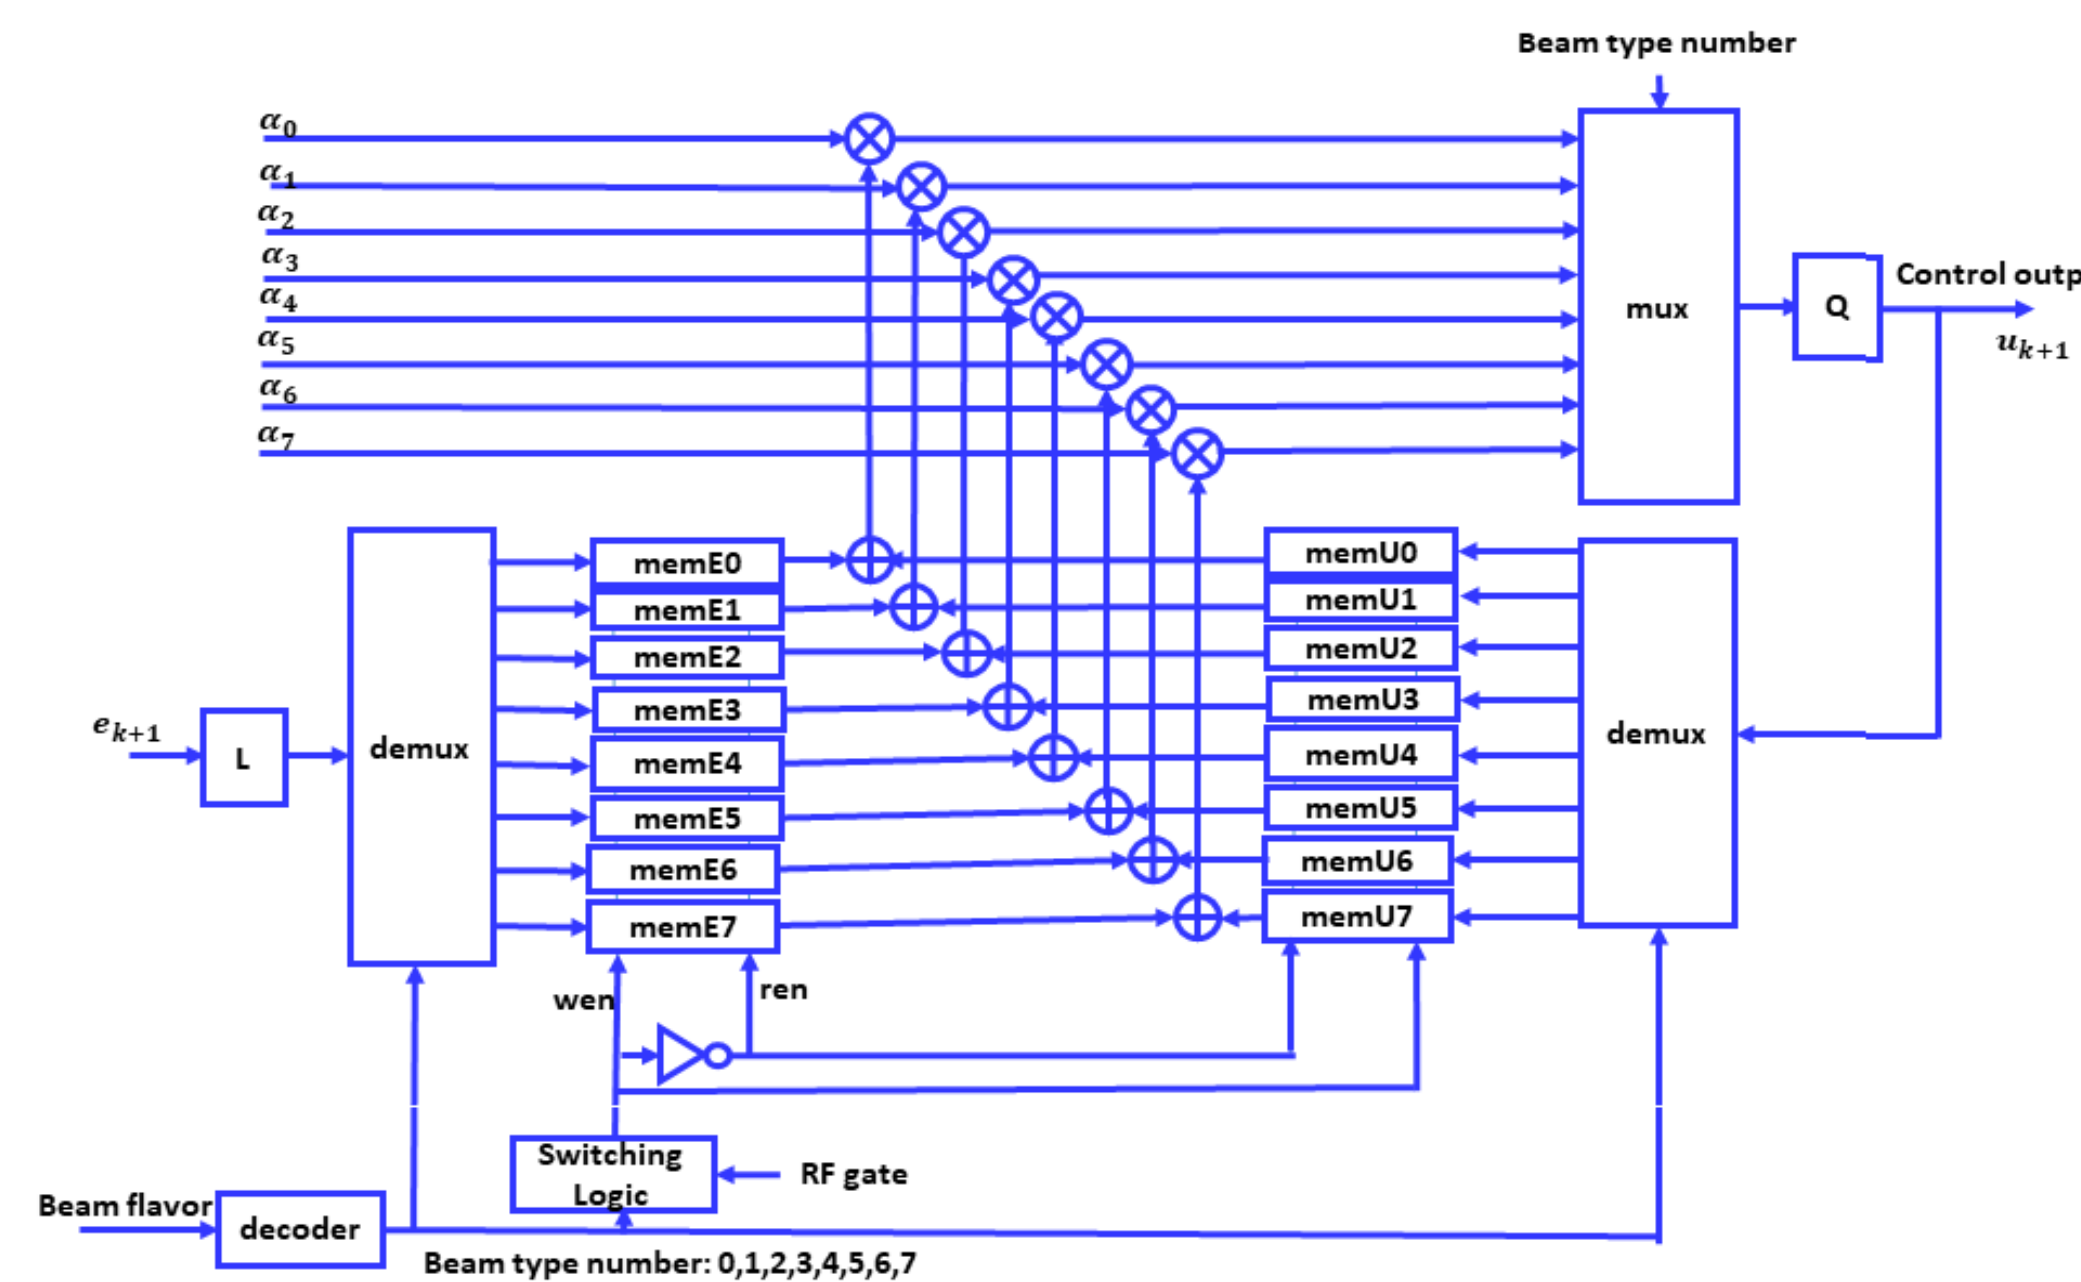 Beam type number
α₀
α₁
α₂
α₃
α₄
α₅
α₆
α₇
mux
Q
Control outp
uₖ₊₁
eₖ₊₁
L
demux
memE0
memE1
memE2
memE3
memE4
memE5
memE6
memE7
memU0
memU1
memU2
memU3
memU4
memU5
memU6
memU7
demux
wen
ren
Switching
Logic
RF gate
Beam flavor
decoder
Beam type number: 0,1,2,3,4,5,6,7